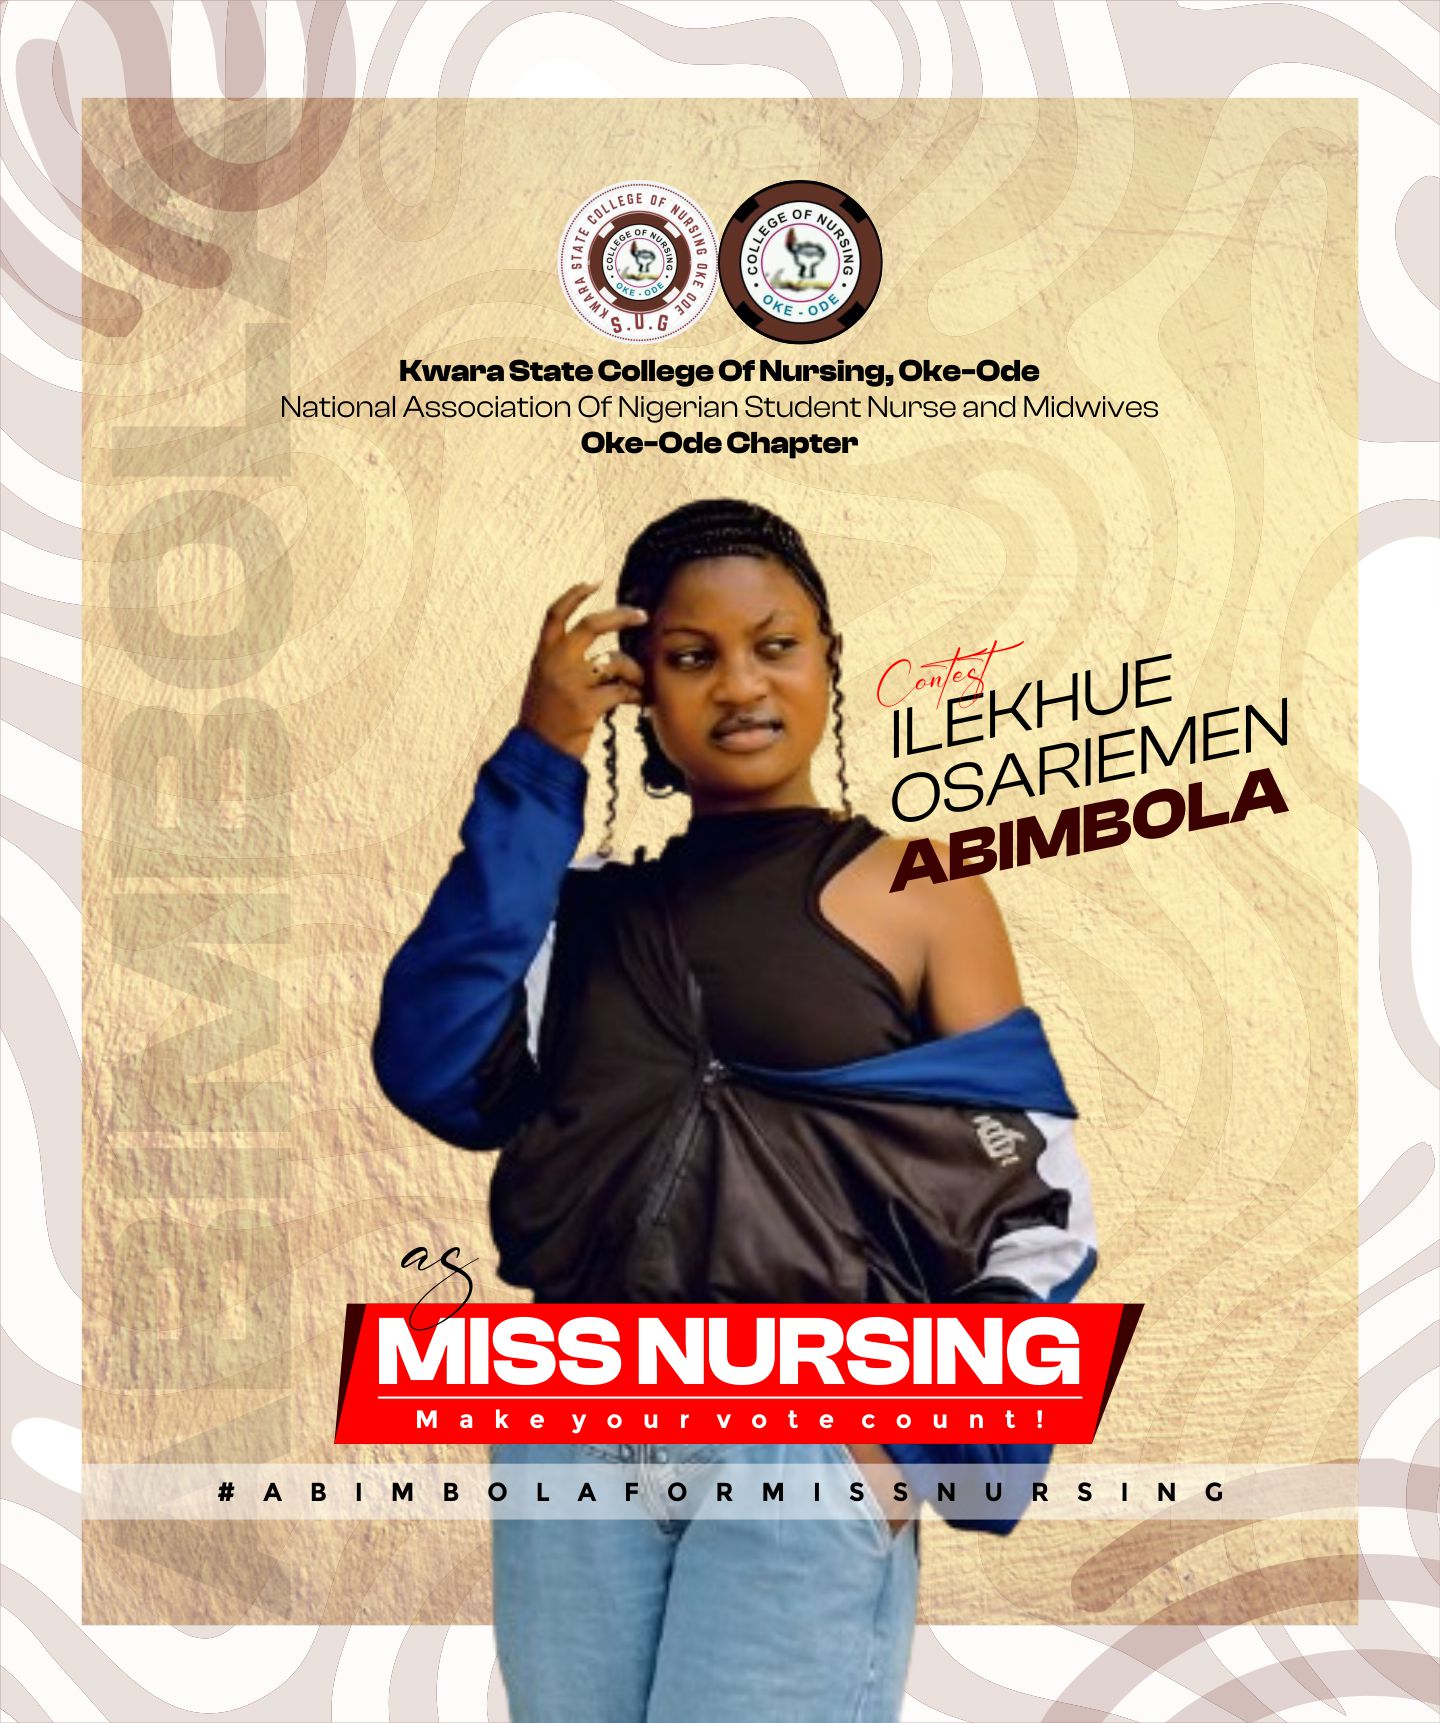 KWARA STATE COLLEGE OF NURSING OKE ODE
S.U.G
COLLEGE OF NURSING
OKE - ODE
COLLEGE OF NURSING
OKE - ODE
Kwara State College Of Nursing, Oke-Ode
National Association Of Nigerian Student Nurse and Midwives
Oke-Ode Chapter
ABIMBOLA
Contest
ILEKHUE
OSARIEMEN
ABIMBOLA
as
MISS NURSING
Make your vote count!
#ABIMBOLAFORMISSNURSING